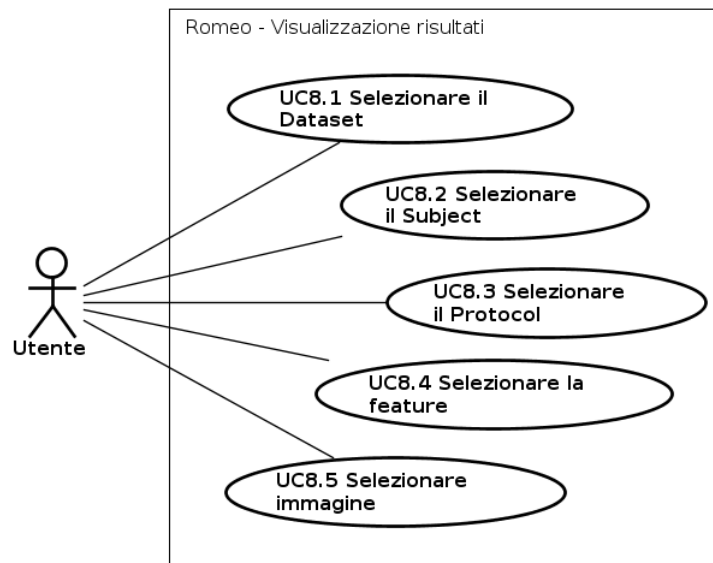 Romeo - Visualizzazione risultati
UC8.1 Selezionare il
Dataset
UC8.2 Selezionare
il Subject
UC8.3 Selezionare
il Protocol
Utente
UC8.4 Selezionare la
feature
UC8.5 Selezionare
immagine